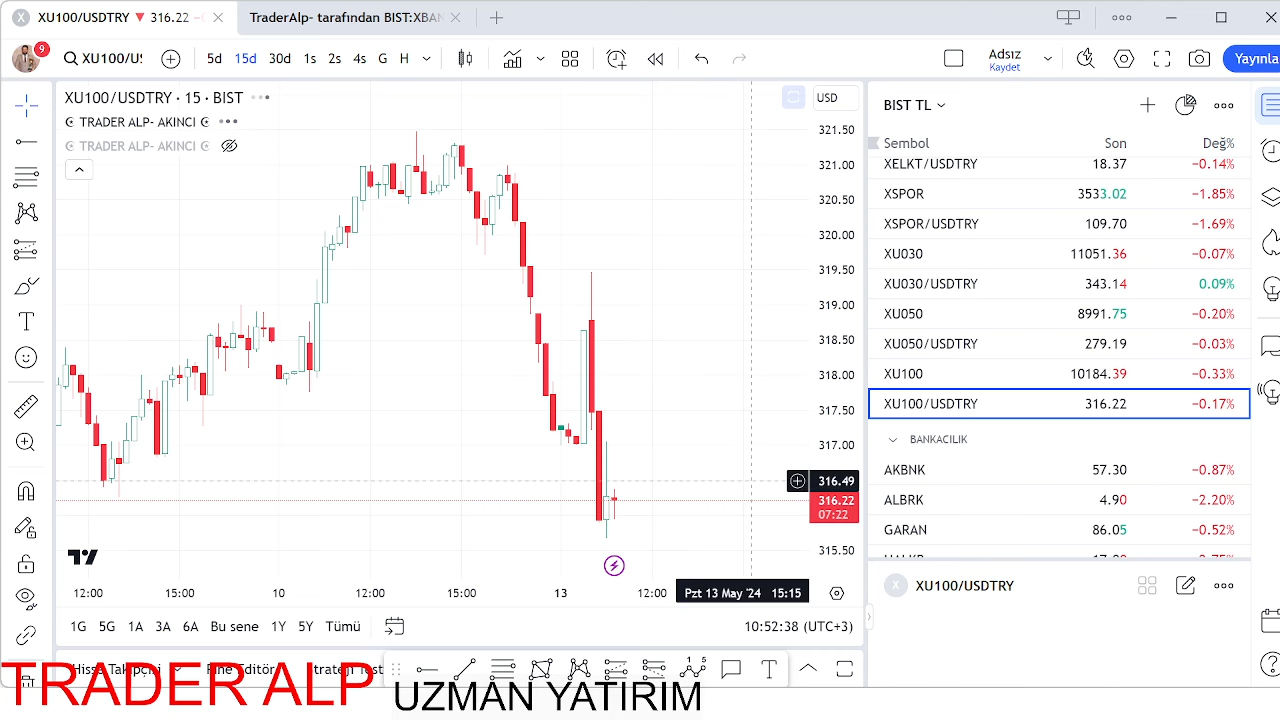 XU100/USDTRY ▼ 316.22 −
TraderAlp- tarafından BIST:XBAN
9
XU100/US
5d 15d 30d 1s 2s 4s G H
Adsız
Kaydet
Yayınla
XU100/USDTRY · 15 · BIST
☪ TRADER ALP- AKINCI ☪
☪ TRADER ALP- AKINCI ☪
USD
321.50
321.00
320.50
320.00
319.50
319.00
318.50
318.00
317.50
317.00
316.49
316.22
07:22
315.50
12:00 15:00 10 12:00 15:00 13 12:00
Pzt 13 May '24 15:15
1G 5G 1A 3A 6A Bu sene 1Y 5Y Tümü
10:52:38 (UTC+3)
BIST TL
Sembol Son Değ%
XELKT/USDTRY 18.37 −0.14%
XSPOR 3533.02 −1.85%
XSPOR/USDTRY 109.70 −1.69%
XU030 11051.36 −0.07%
XU030/USDTRY 343.14 0.09%
XU050 8991.75 −0.20%
XU050/USDTRY 279.19 −0.03%
XU100 10184.39 −0.33%
XU100/USDTRY 316.22 −0.17%
BANKACILIK
AKBNK 57.30 −0.87%
ALBRK 4.90 −2.20%
GARAN 86.05 −0.52%
X XU100/USDTRY
TRADER ALP
UZMAN YATIRIM